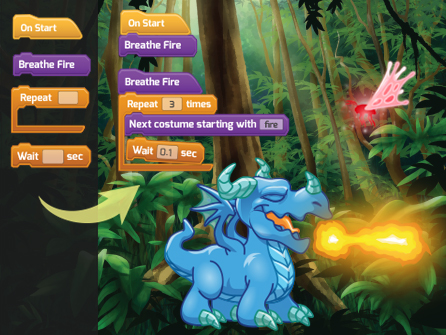 On Start
Breathe Fire
Repeat
Wait sec
On Start
Breathe Fire
Breathe Fire
Repeat 3 times
Next costume starting with fire
Wait 0.1 sec